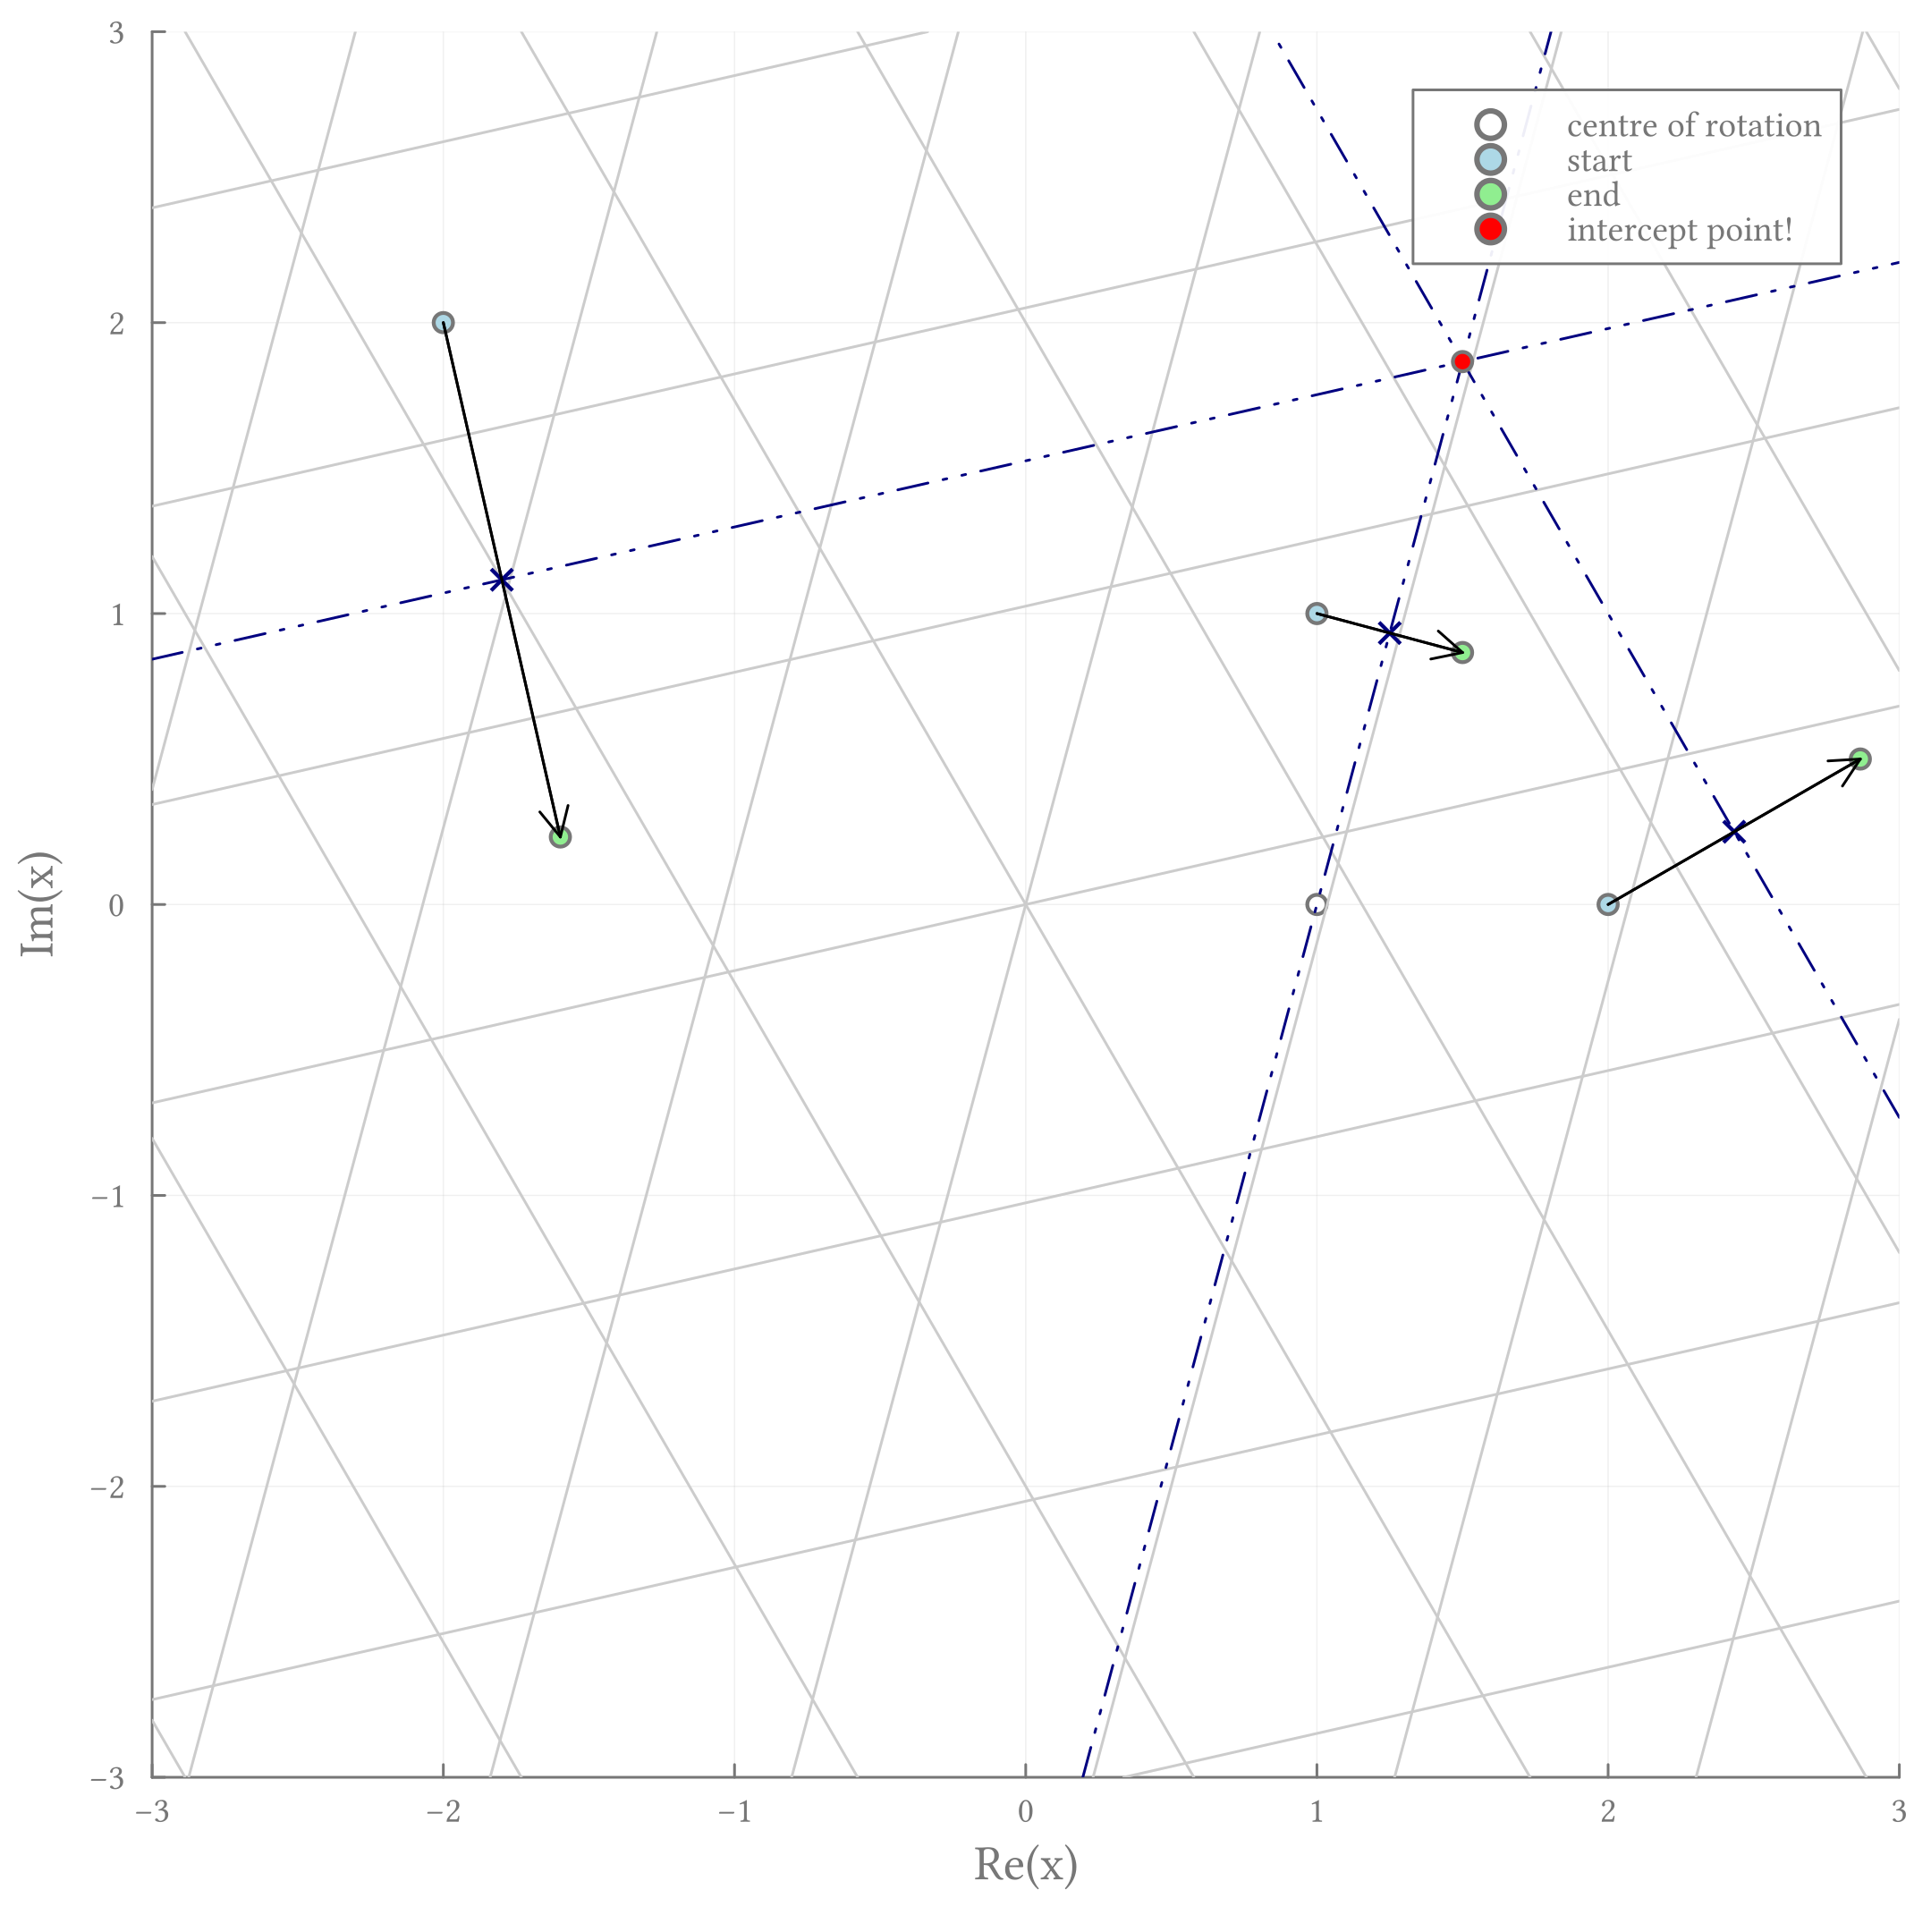 3
2
1
0
−1
−2
−3
−3
−2
−1
0
1
2
3
Im(x)
Re(x)
centre of rotation
start
end
intercept point!